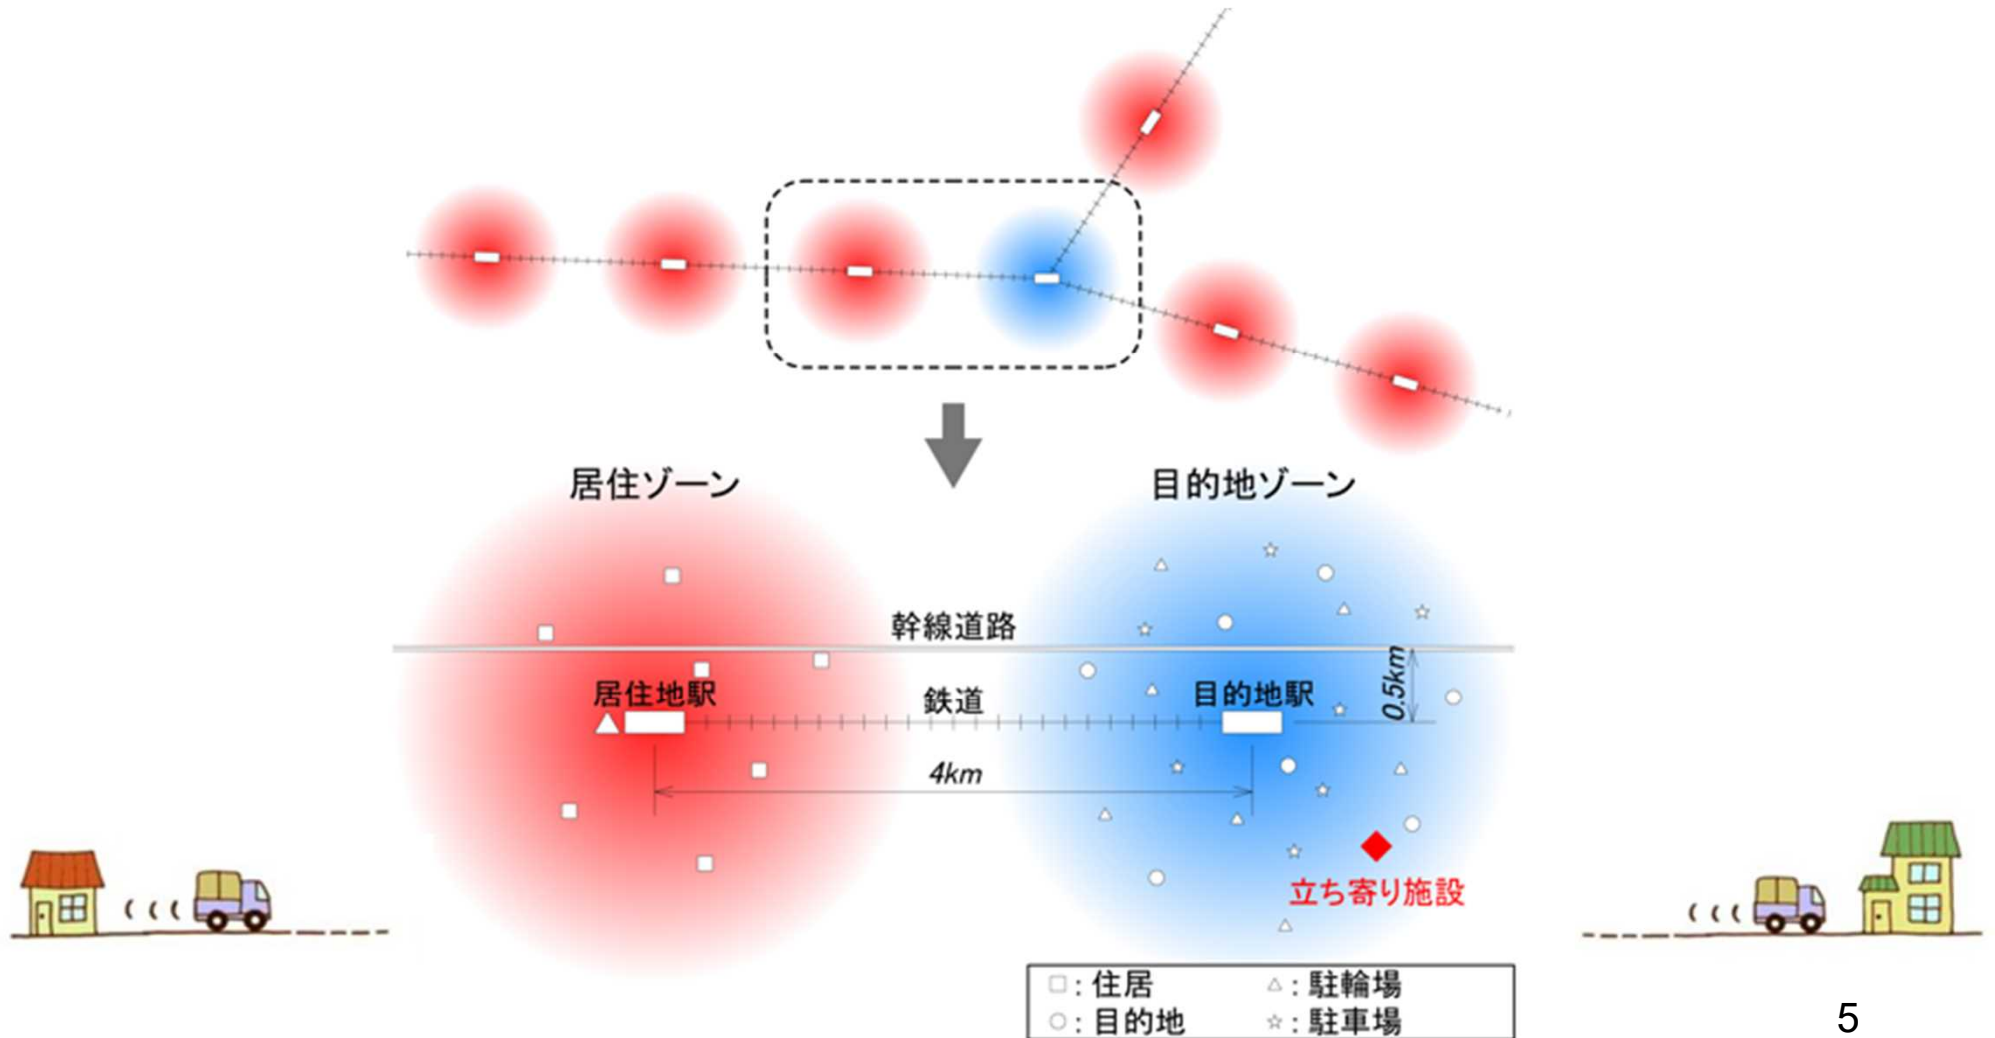 居住ゾーン
目的地ゾーン
幹線道路
居住地駅
鉄道
目的地駅
0.5km
4km
立ち寄り施設
□：住居
△：駐輪場
○：目的地
☆：駐車場
5